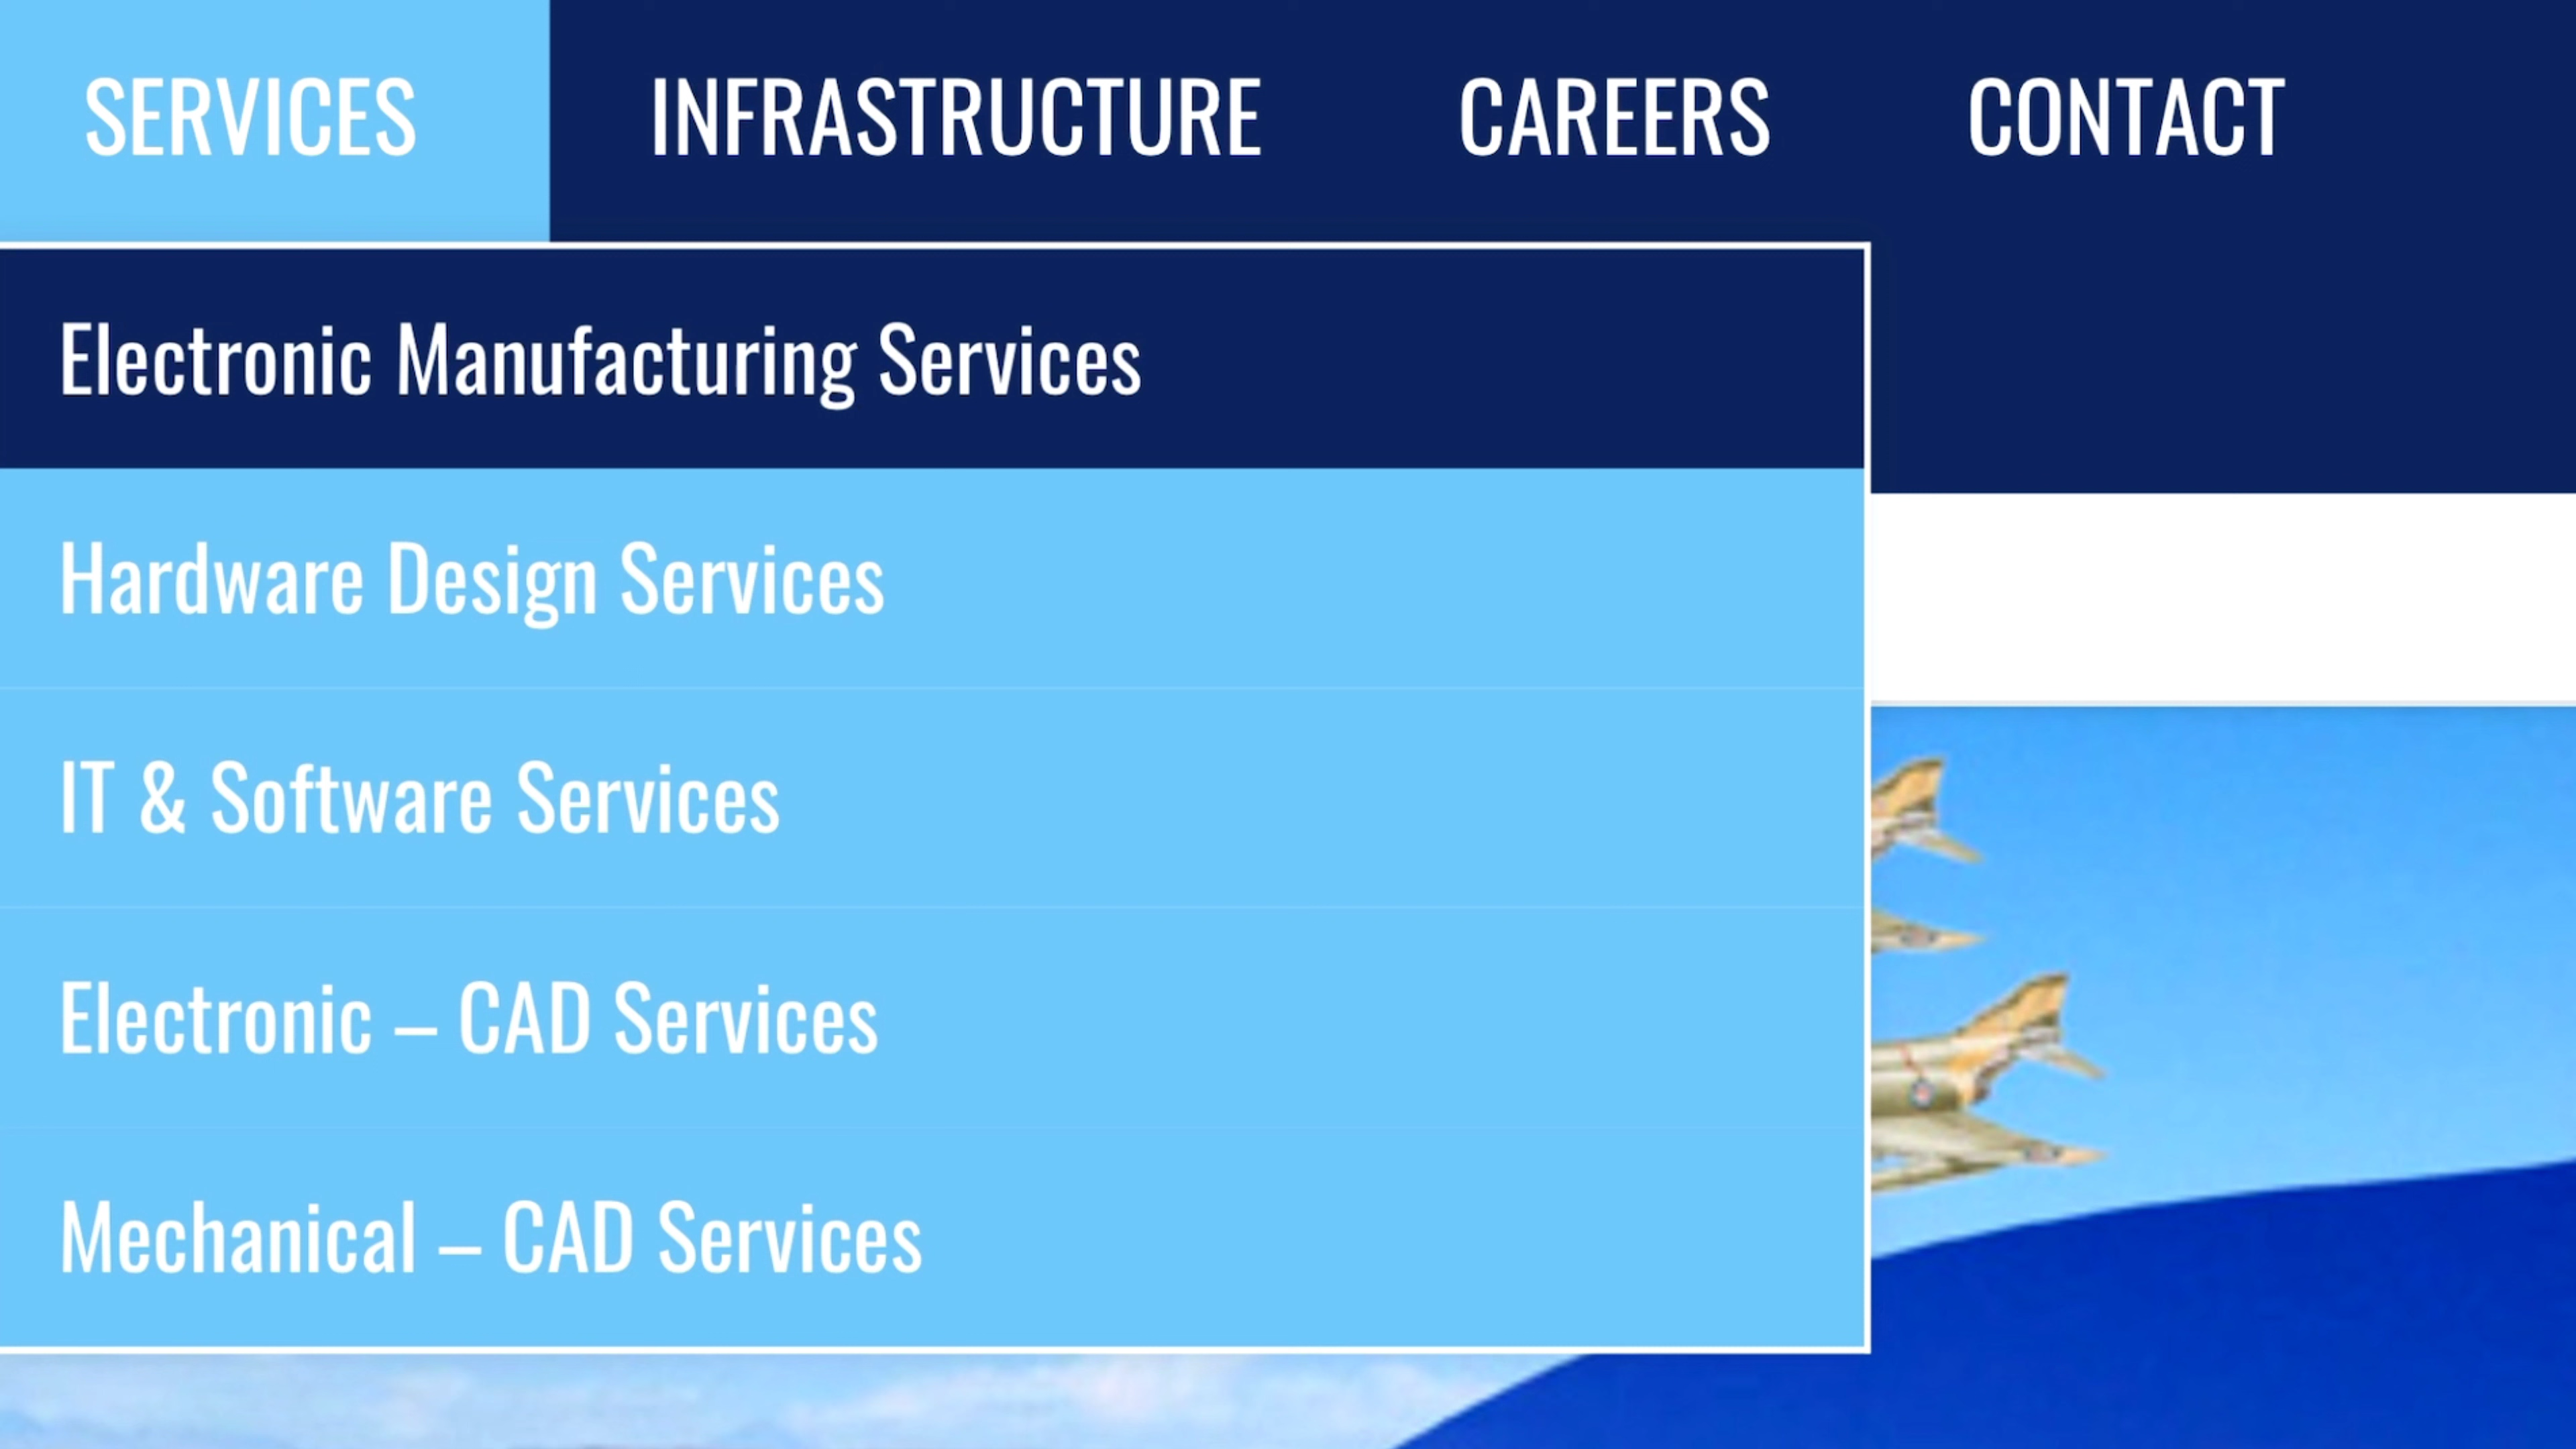 SERVICES INFRASTRUCTURE CAREERS CONTACT
Electronic Manufacturing Services
Hardware Design Services
IT & Software Services
Electronic – CAD Services
Mechanical – CAD Services